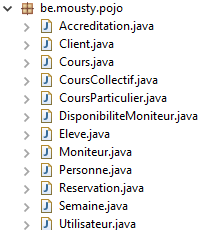 be.mousty.pojo
Accreditation.java
Client.java
Cours.java
CoursCollectif.java
CoursParticulier.java
DisponibiliteMoniteur.java
Eleve.java
Moniteur.java
Personne.java
Reservation.java
Semaine.java
Utilisateur.java